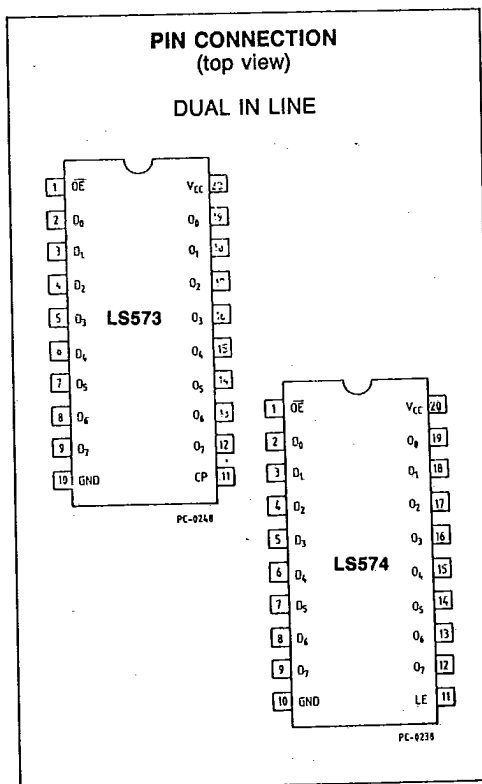 PIN CONNECTION
(top view)
DUAL IN LINE
1 OE VCC
2 D0 O0
3 D1 O1
4 D2 O2
5 D3 LS573 O3
D4 O4 15
7 D5 O5 14
8 D6 O6 13
9 D7 O7 12
10 GND CP 11
PC-0248
1 OE VCC 20
2 D0 O0 19
3 D1 O1 18
4 D2 O2 17
5 D3 O3 16
6 D4 LS574 O4 15
7 D5 O5 14
8 D6 O6 13
9 D7 O7 12
10 GND LE 11
PC-0238